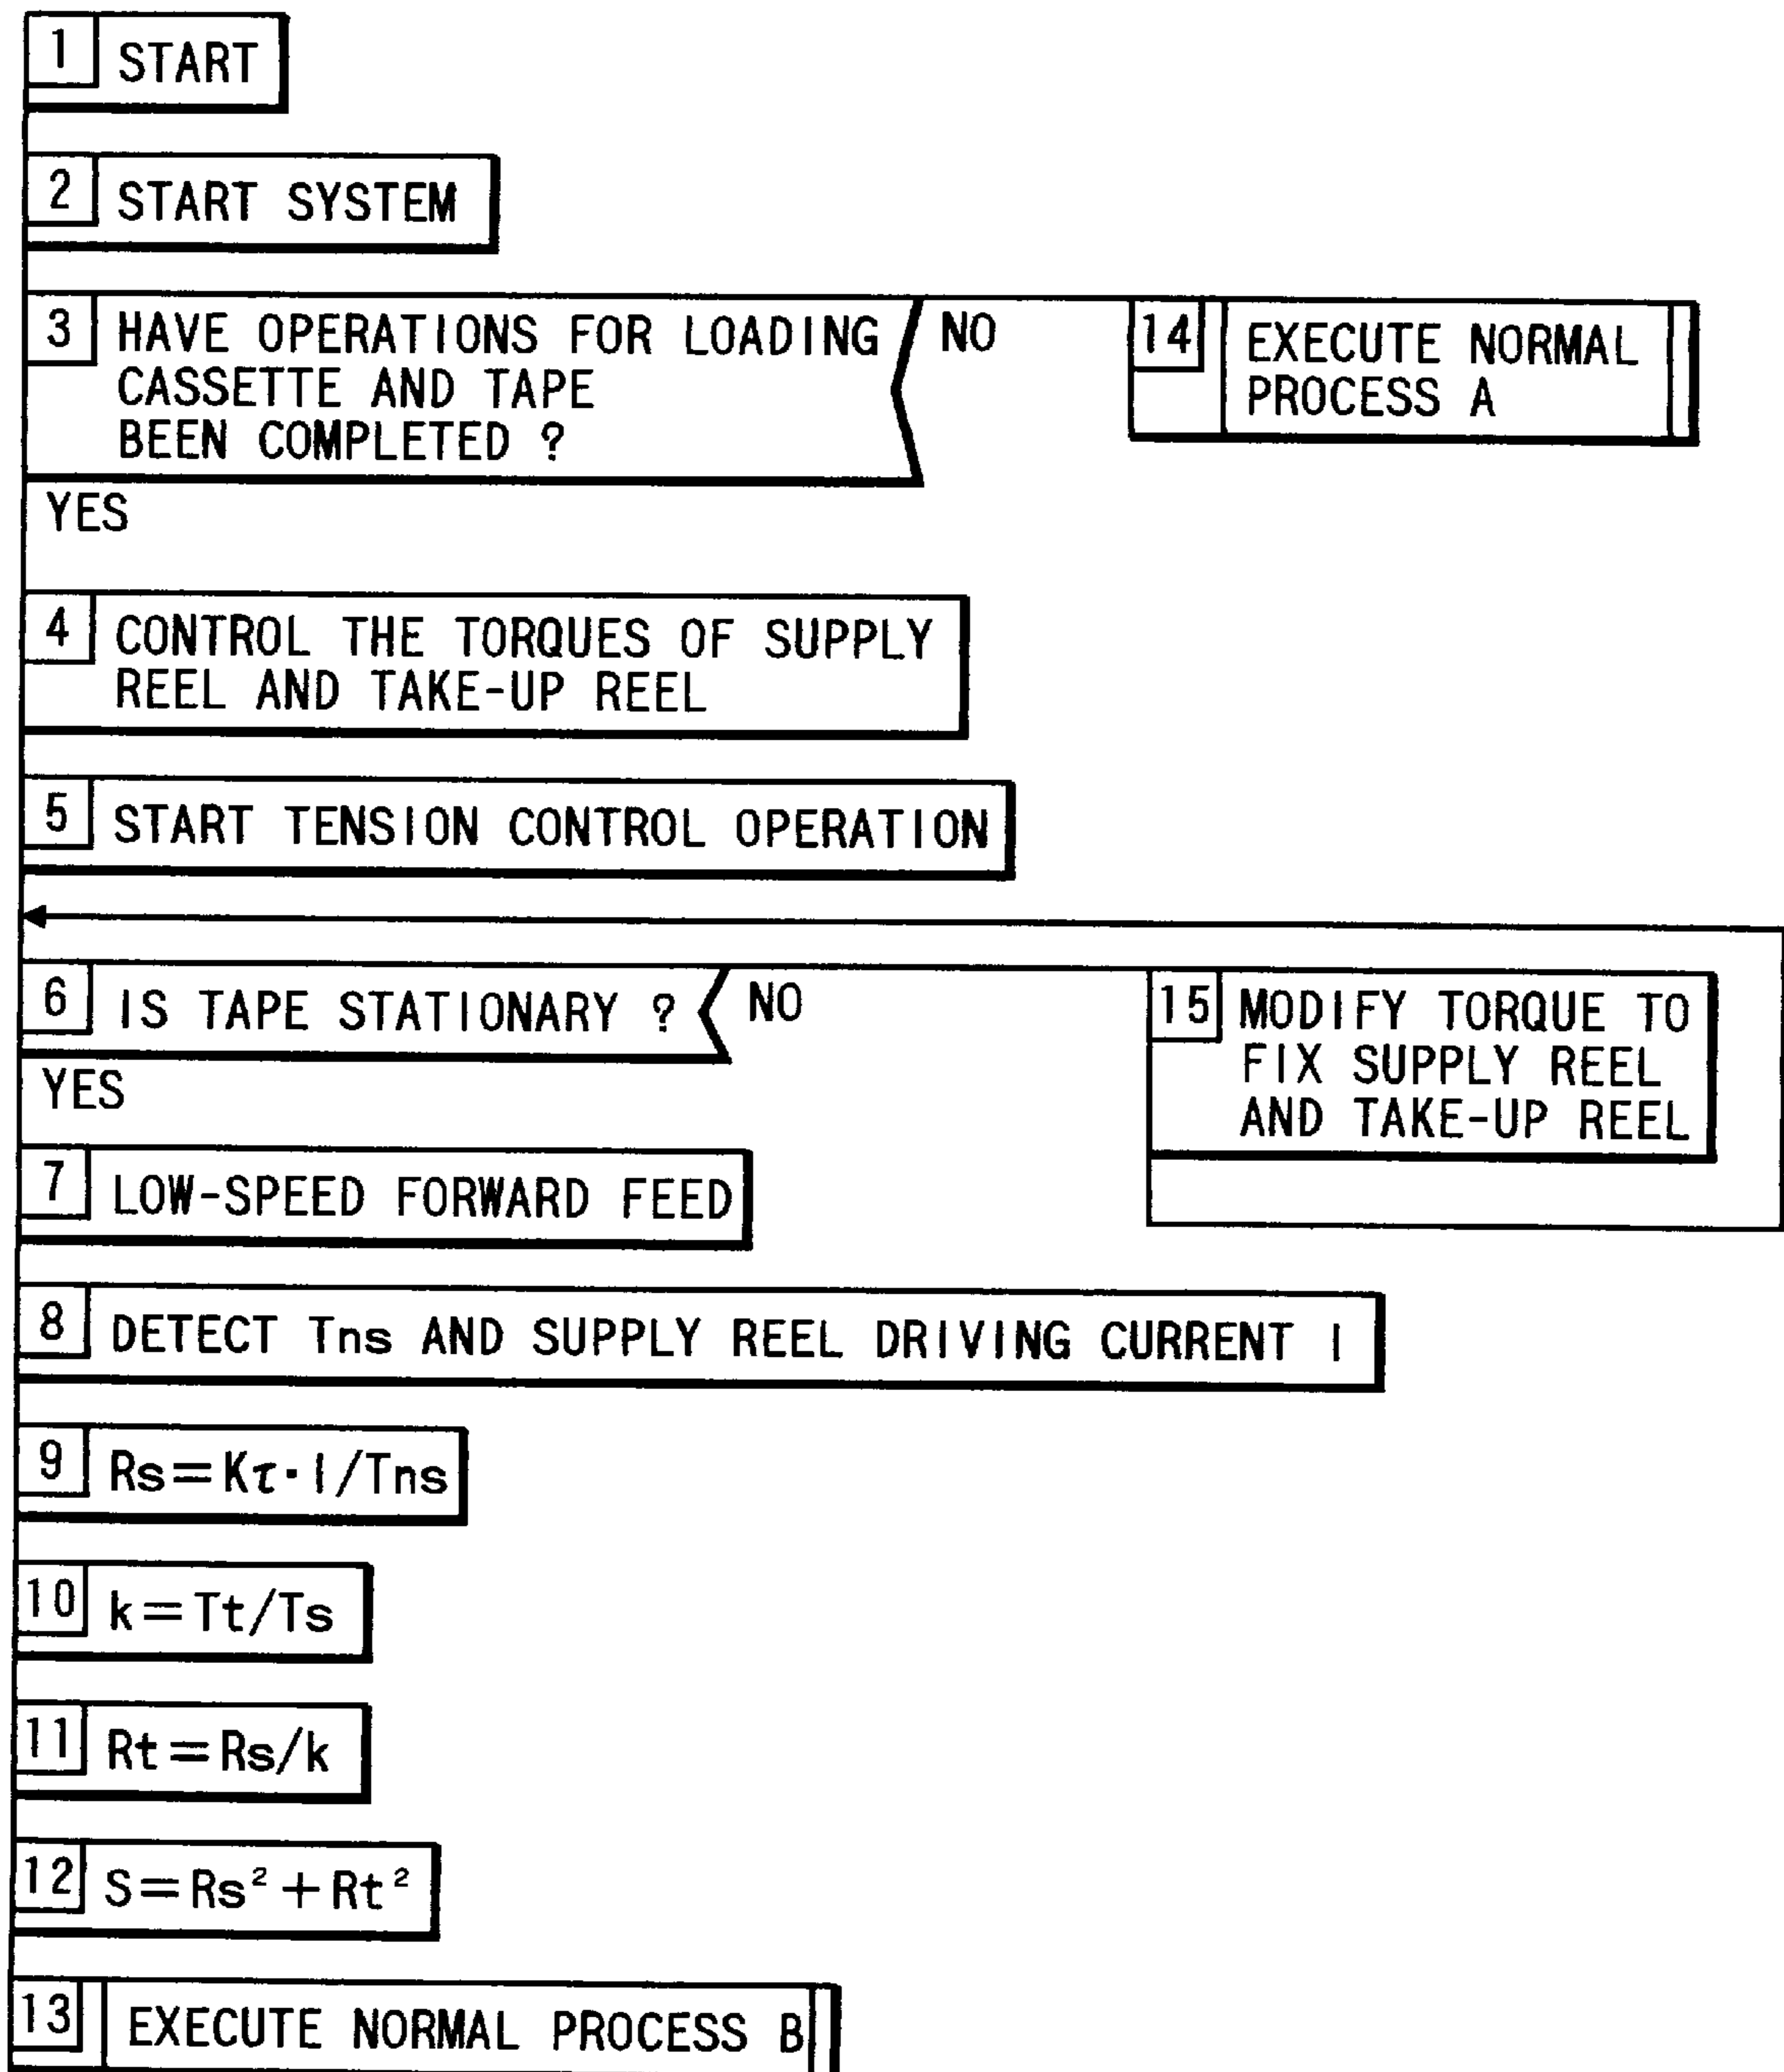 1 START
2 START SYSTEM
3 HAVE OPERATIONS FOR LOADING
CASSETTE AND TAPE
BEEN COMPLETED ?
NO
14 EXECUTE NORMAL
PROCESS A
YES
4 CONTROL THE TORQUES OF SUPPLY
REEL AND TAKE-UP REEL
5 START TENSION CONTROL OPERATION
6 IS TAPE STATIONARY ?
NO
15 MODIFY TORQUE TO
FIX SUPPLY REEL
AND TAKE-UP REEL
YES
7 LOW-SPEED FORWARD FEED
8 DETECT Tns AND SUPPLY REEL DRIVING CURRENT I
9 Rs=Kτ·I/Tns
10 k=Tt/Ts
11 Rt=Rs/k
12 S=Rs²+Rt²
13 EXECUTE NORMAL PROCESS B